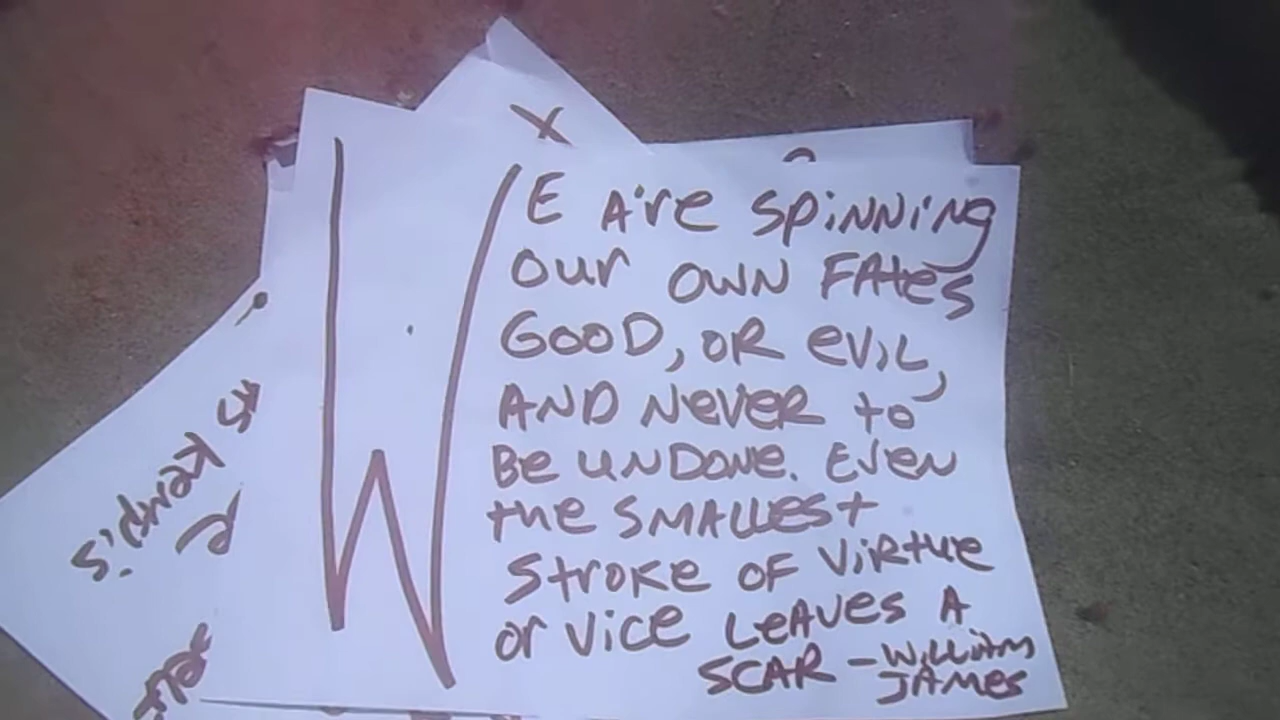 X
WE Are SpiNNiNg
our OWN FAtes
GOOD, OR eViL,
AND NeVER to
Be UNDONe. EVeN
the SMALLest
StROKe OF ViRtue
or Vice LeAVeS A
SCAR - WiLLiAM
JAMeS
Kempis